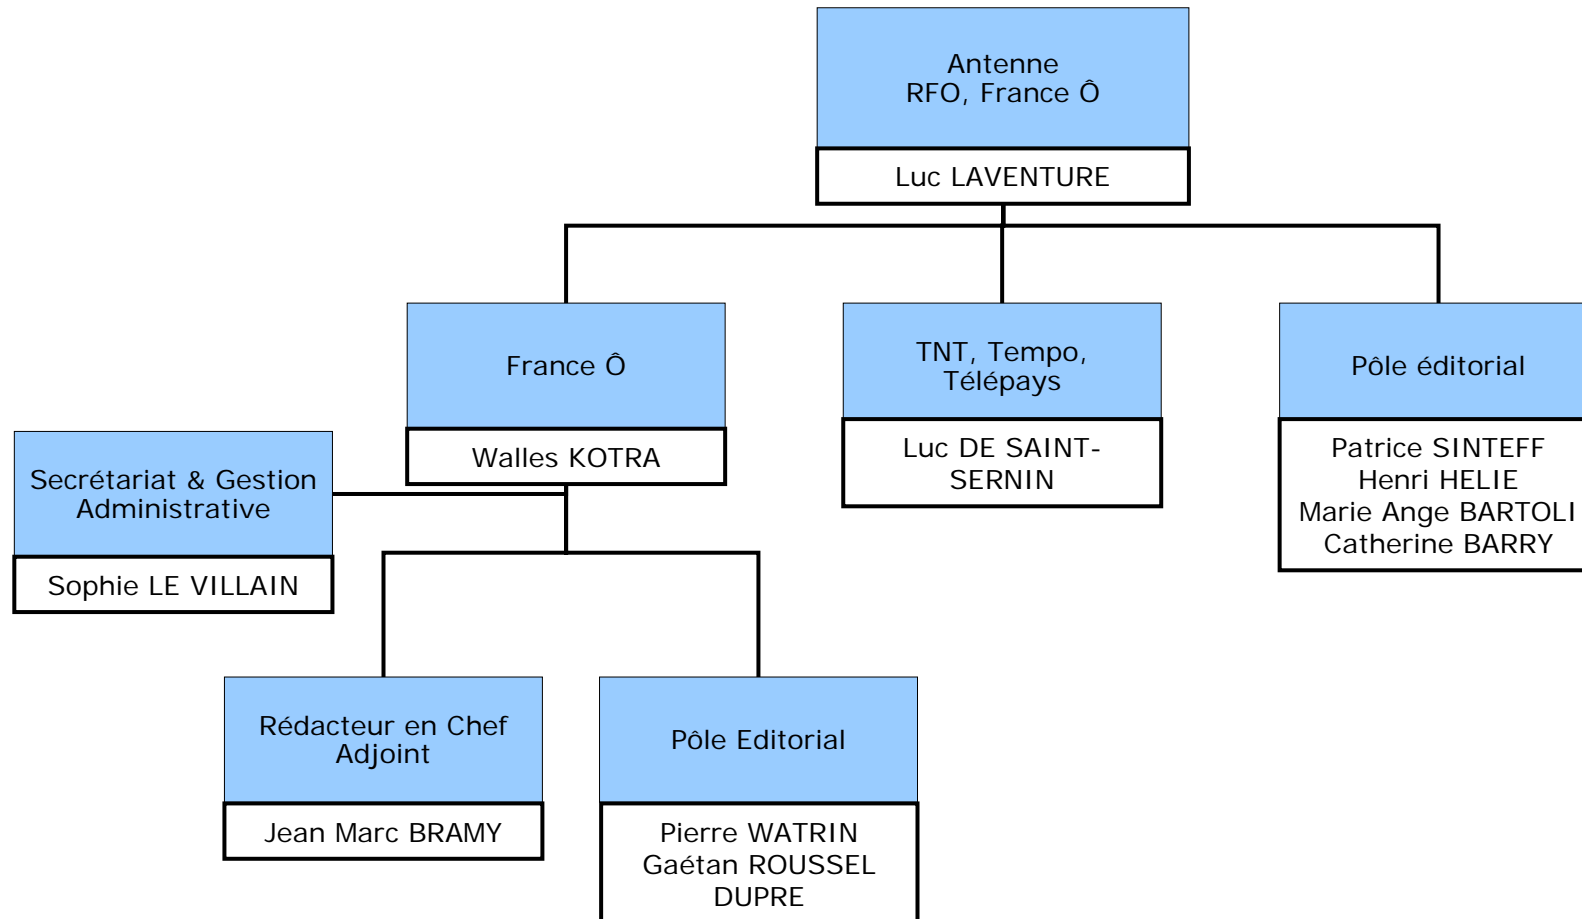 Antenne
RFO, France Ô
Luc LAVENTURE
France Ô
Walles KOTRA
TNT, Tempo,
Télépays
Luc DE SAINT-
SERNIN
Pôle éditorial
Patrice SINTEFF
Henri HELIE
Marie Ange BARTOLI
Catherine BARRY
Secrétariat & Gestion
Administrative
Sophie LE VILLAIN
Rédacteur en Chef
Adjoint
Jean Marc BRAMY
Pôle Editorial
Pierre WATRIN
Gaétan ROUSSEL
DUPRE